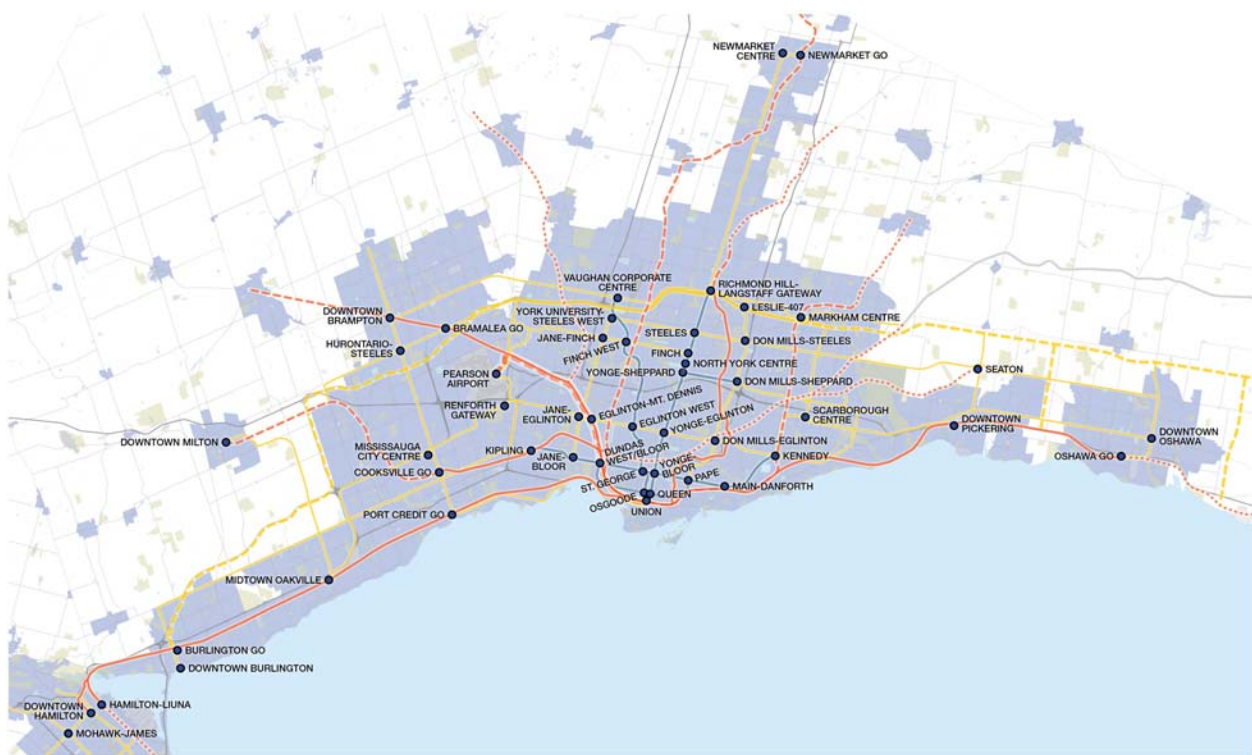 NEWMARKET
CENTRE
NEWMARKET GO
VAUGHAN CORPORATE
CENTRE
RICHMOND HILL-
LANGSTAFF GATEWAY
LESLIE-407
MARKHAM CENTRE
DOWNTOWN
BRAMPTON
BRAMALEA GO
YORK UNIVERSITY-
STEELES WEST
STEELES
JANE-FINCH
FINCH WEST
DON MILLS-STEELES
HURONTARIO-
STEELES
FINCH
NORTH YORK CENTRE
YONGE-SHEPPARD
PEARSON
AIRPORT
DON MILLS-SHEPPARD
SEATON
RENFORTH
GATEWAY
JANE-
EGLINTON
EGLINTON-MT. DENNIS
EGLINTON WEST
YONGE-EGLINTON
SCARBOROUGH
CENTRE
DOWNTOWN
PICKERING
DOWNTOWN
OSHAWA
DOWNTOWN MILTON
MISSISSAUGA
CITY CENTRE
KIPLING
JANE-
BLOOR
DUNDAS
WEST/BLOOR
DON MILLS-EGLINTON
KENNEDY
OSHAWA GO
COOKSVILLE GO
ST. GEORGE
YONGE-
BLOOR
PAPE
MAIN-DANFORTH
OSGOODE
QUEEN
UNION
PORT CREDIT GO
MIDTOWN OAKVILLE
BURLINGTON GO
DOWNTOWN BURLINGTON
HAMILTON-LIUNA
DOWNTOWN
HAMILTON
MOHAWK-JAMES